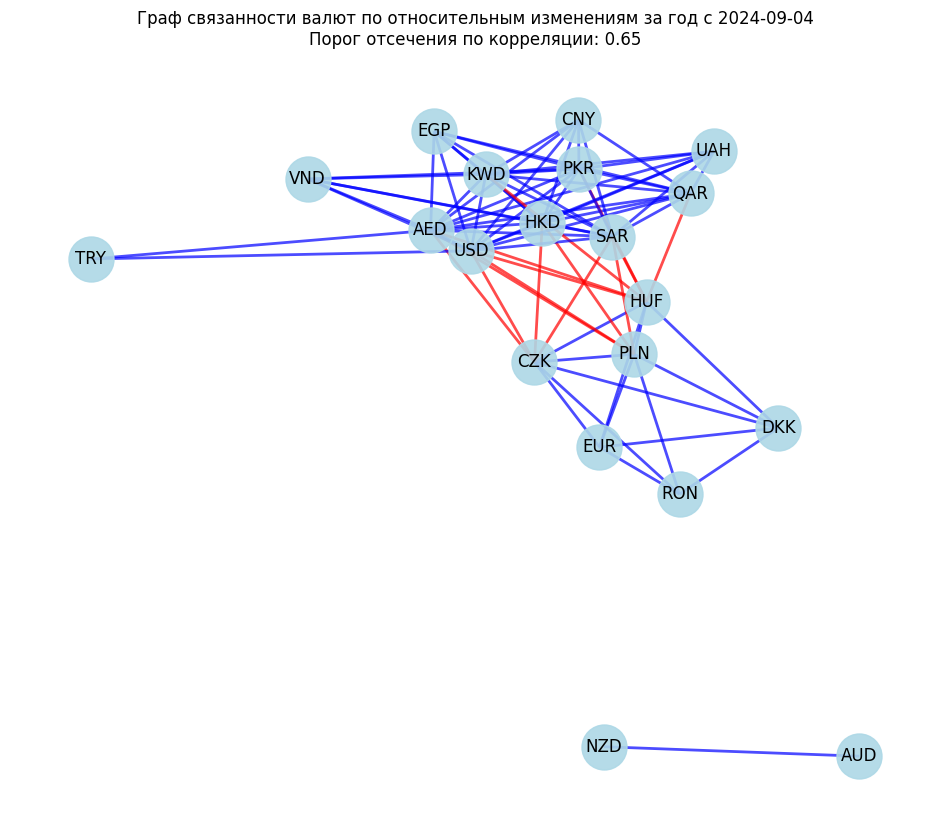 Граф связанности валют по относительным изменениям за год с 2024-09-04
Порог отсечения по корреляции: 0.65
CNY
EGP
UAH
PKR
KWD
VND
QAR
HKD
AED
SAR
USD
TRY
HUF
PLN
CZK
DKK
EUR
RON
NZD
AUD